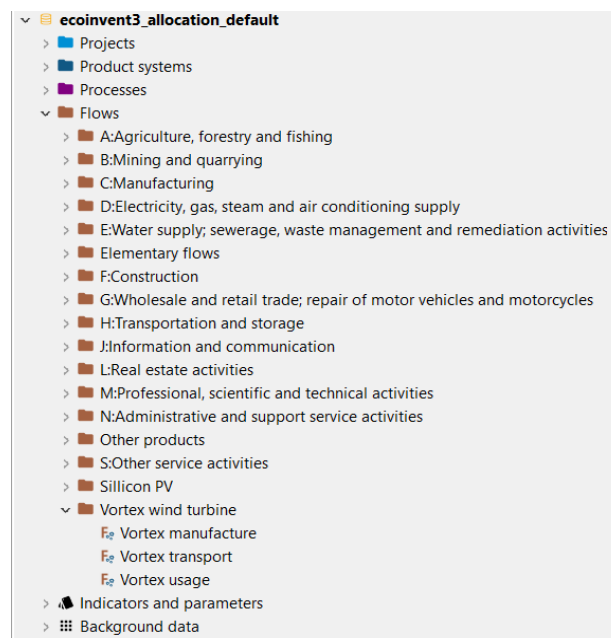 ecoinvent3_allocation_default
Projects
Product systems
Processes
Flows
A:Agriculture, forestry and fishing
B:Mining and quarrying
C:Manufacturing
D:Electricity, gas, steam and air conditioning supply
E:Water supply; sewerage, waste management and remediation activities
Elementary flows
F:Construction
G:Wholesale and retail trade; repair of motor vehicles and motorcycles
H:Transportation and storage
J:Information and communication
L:Real estate activities
M:Professional, scientific and technical activities
N:Administrative and support service activities
Other products
S:Other service activities
Sillicon PV
Vortex wind turbine
Vortex manufacture
Vortex transport
Vortex usage
Indicators and parameters
Background data